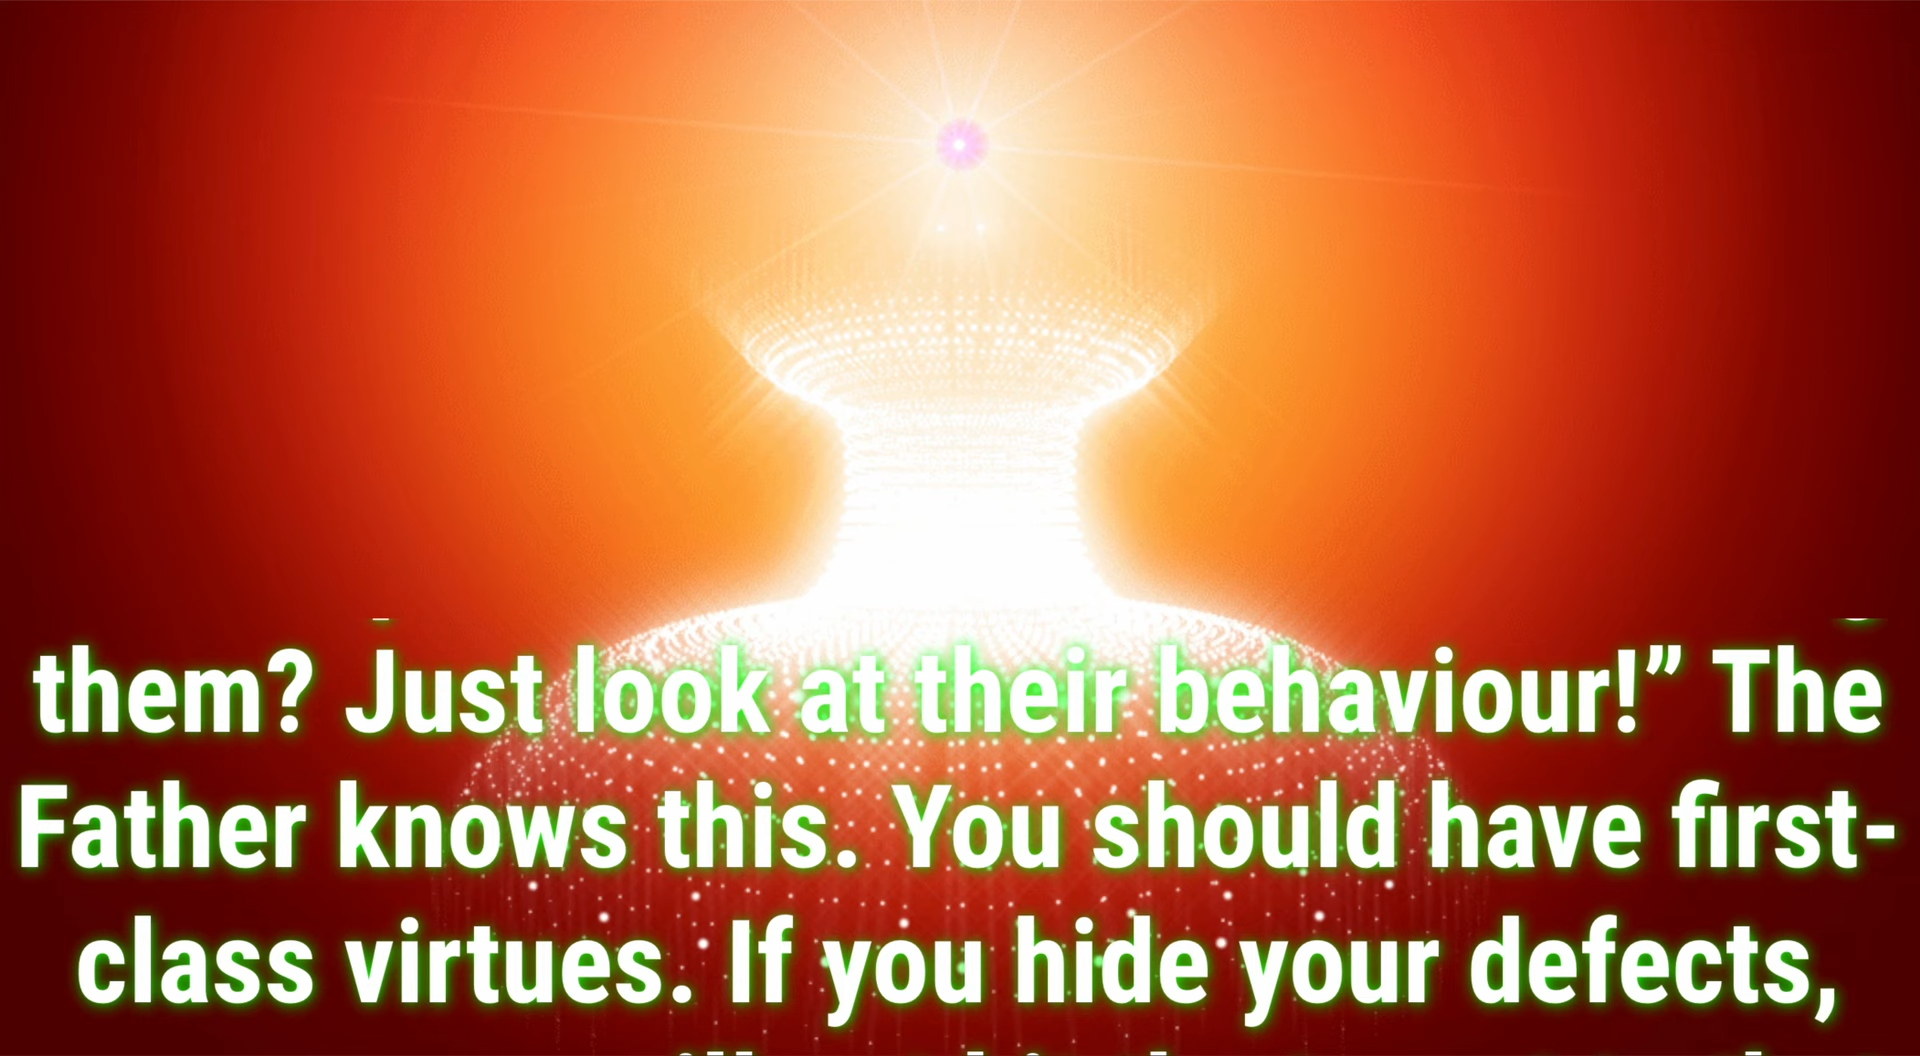 them? Just look at their behaviour!” The
Father knows this. You should have first-
class virtues. If you hide your defects,